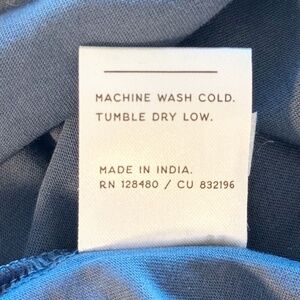 MACHINE WASH COLD.
TUMBLE DRY LOW.
MADE IN INDIA.
RN 128480 / CU 832196